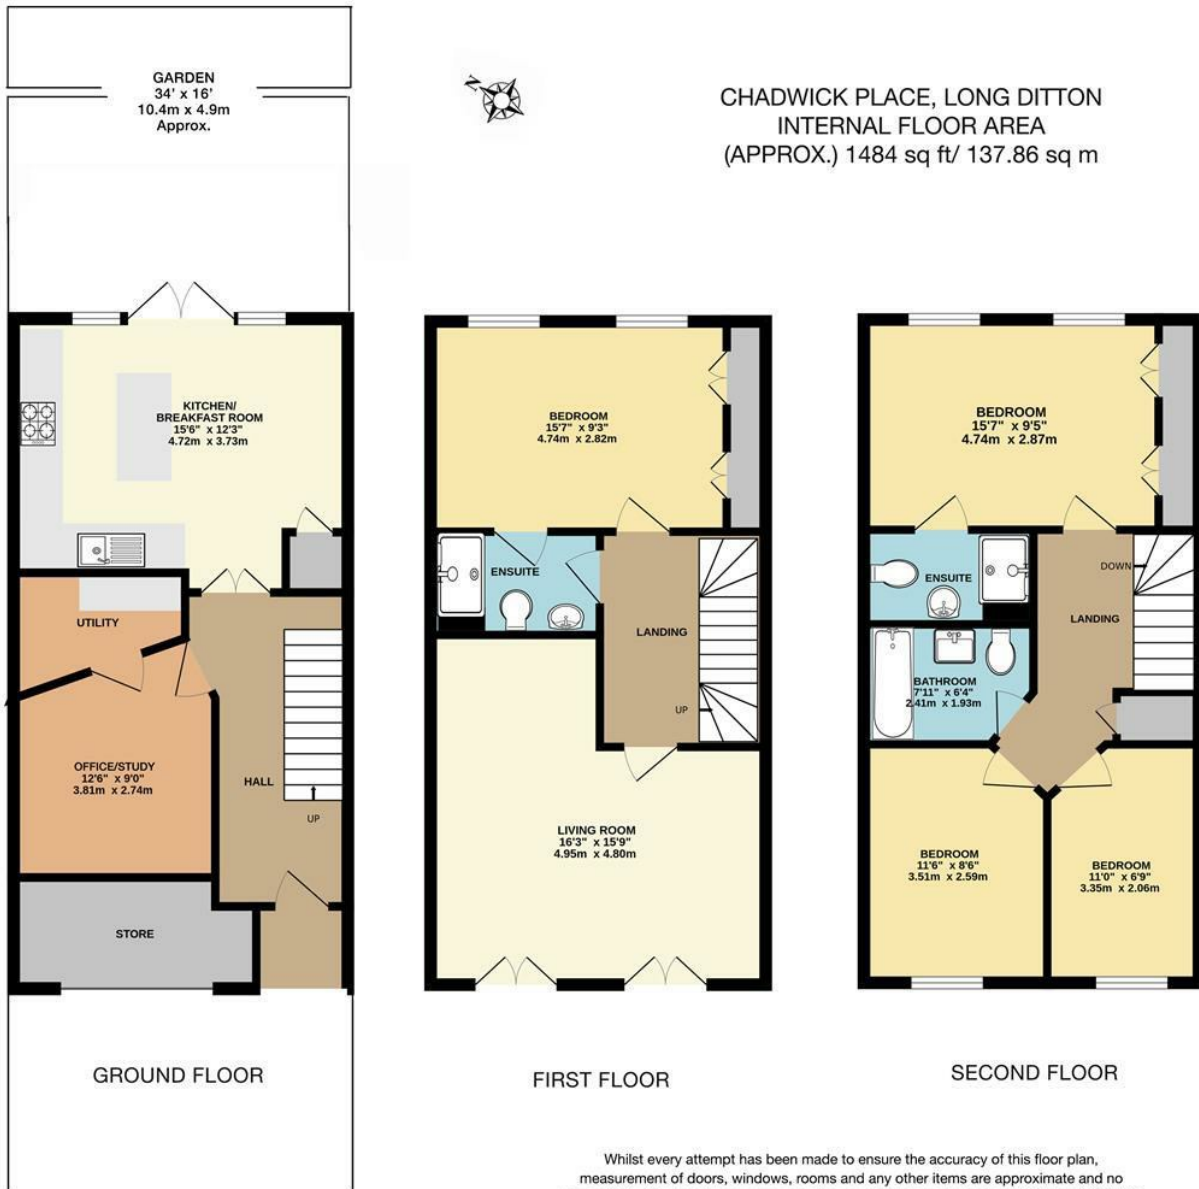 GARDEN
34' x 16'
10.4m x 4.9m
Approx.
N
CHADWICK PLACE, LONG DITTON
INTERNAL FLOOR AREA
(APPROX.) 1484 sq ft/ 137.86 sq m
KITCHEN/
BREAKFAST ROOM
15'6" x 12'3"
4.72m x 3.73m
UTILITY
OFFICE/STUDY
12'6" x 9'0"
3.81m x 2.74m
HALL
UP
STORE
GROUND FLOOR
BEDROOM
15'7" x 9'3"
4.74m x 2.82m
ENSUITE
LANDING
UP
LIVING ROOM
16'3" x 15'9"
4.95m x 4.80m
FIRST FLOOR
BEDROOM
15'7" x 9'5"
4.74m x 2.87m
ENSUITE
DOWN
LANDING
BATHROOM
7'11" x 6'4"
2.41m x 1.93m
BEDROOM
11'6" x 8'6"
3.51m x 2.59m
BEDROOM
11'0" x 6'9"
3.35m x 2.06m
SECOND FLOOR
Whilst every attempt has been made to ensure the accuracy of this floor plan,
measurement of doors, windows, rooms and any other items are approximate and no